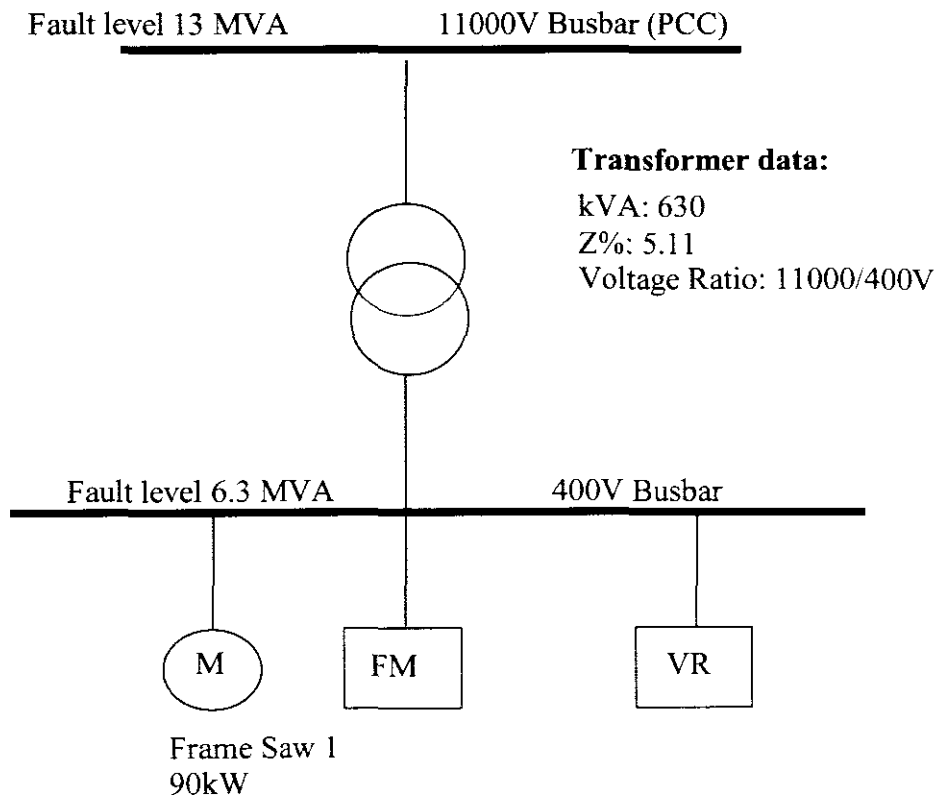 Fault level 13 MVA
11000V Busbar (PCC)
Transformer data:
kVA: 630
Z%: 5.11
Voltage Ratio: 11000/400V
Fault level 6.3 MVA
400V Busbar
M
FM
VR
Frame Saw 1
90kW